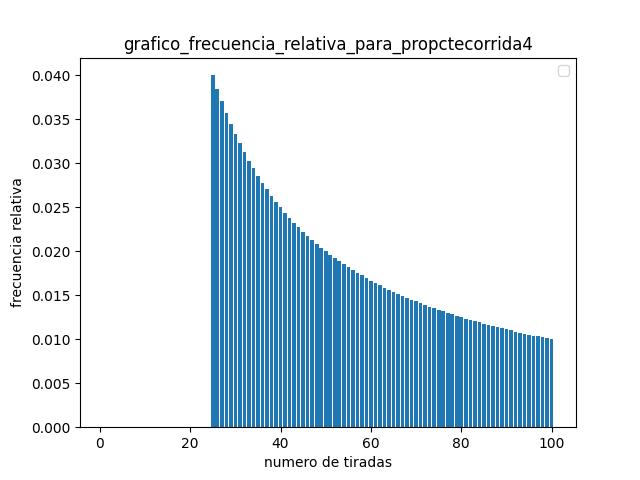 grafico_frecuencia_relativa_para_propctecorrida4
0.040
0.035
0.030
0.025
0.020
0.015
0.010
0.005
0.000
frecuencia relativa
0 20 40 60 80 100
numero de tiradas